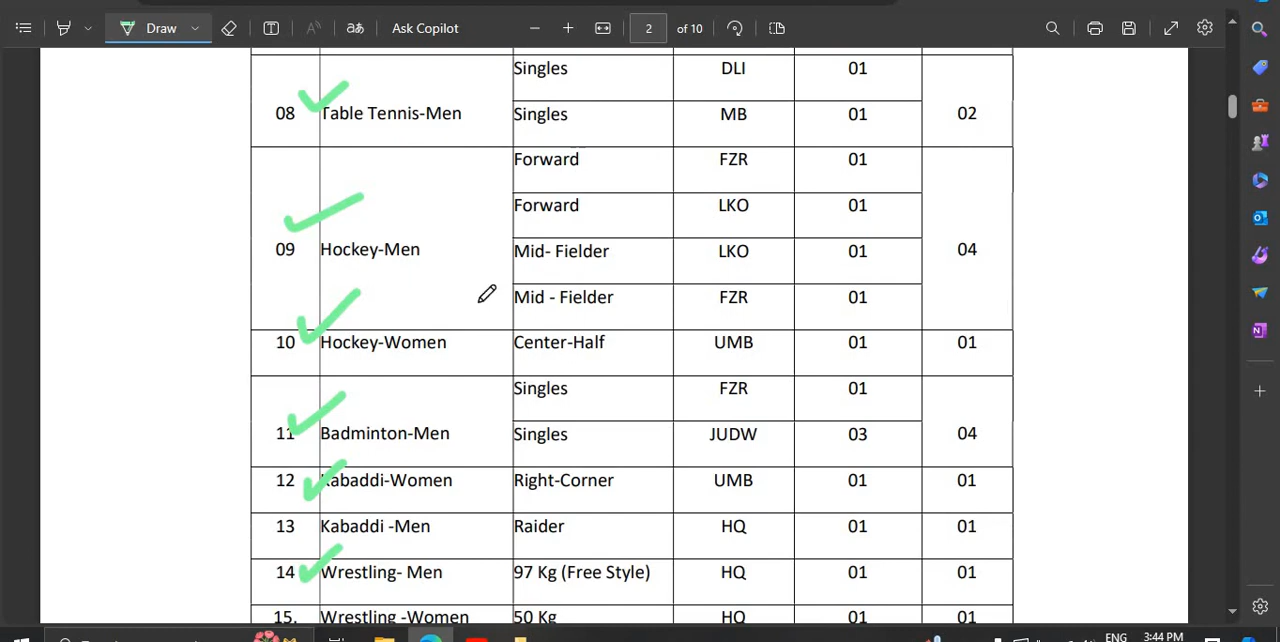 Draw
aあ
Ask Copilot
2 of 10
Singles DLI 01
08 Table Tennis-Men 02
Singles MB 01
Forward FZR 01
Forward LKO 01
09 Hockey-Men Mid- Fielder LKO 01 04
Mid - Fielder FZR 01
10 Hockey-Women Center-Half UMB 01 01
Singles FZR 01
11 Badminton-Men Singles JUDW 03 04
12 Kabaddi-Women Right-Corner UMB 01 01
13 Kabaddi -Men Raider HQ 01 01
14 Wrestling- Men 97 Kg (Free Style) HQ 01 01
15. Wrestling -Women 50 Kg HQ 01 01
ENG 3:44 PM